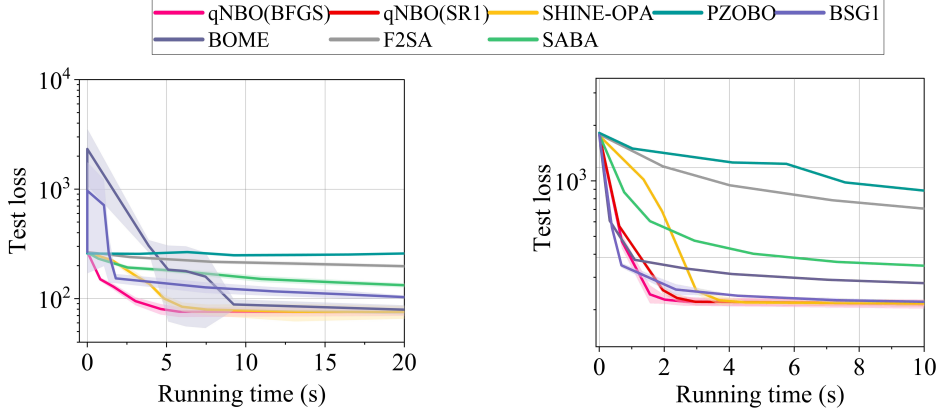 qNBO(BFGS) qNBO(SR1) SHINE-OPA PZOBO BSG1
BOME F2SA SABA
10^4
10^3
10^2
Test loss
0 5 10 15 20
Running time (s)
10^3
Test loss
0 2 4 6 8 10
Running time (s)